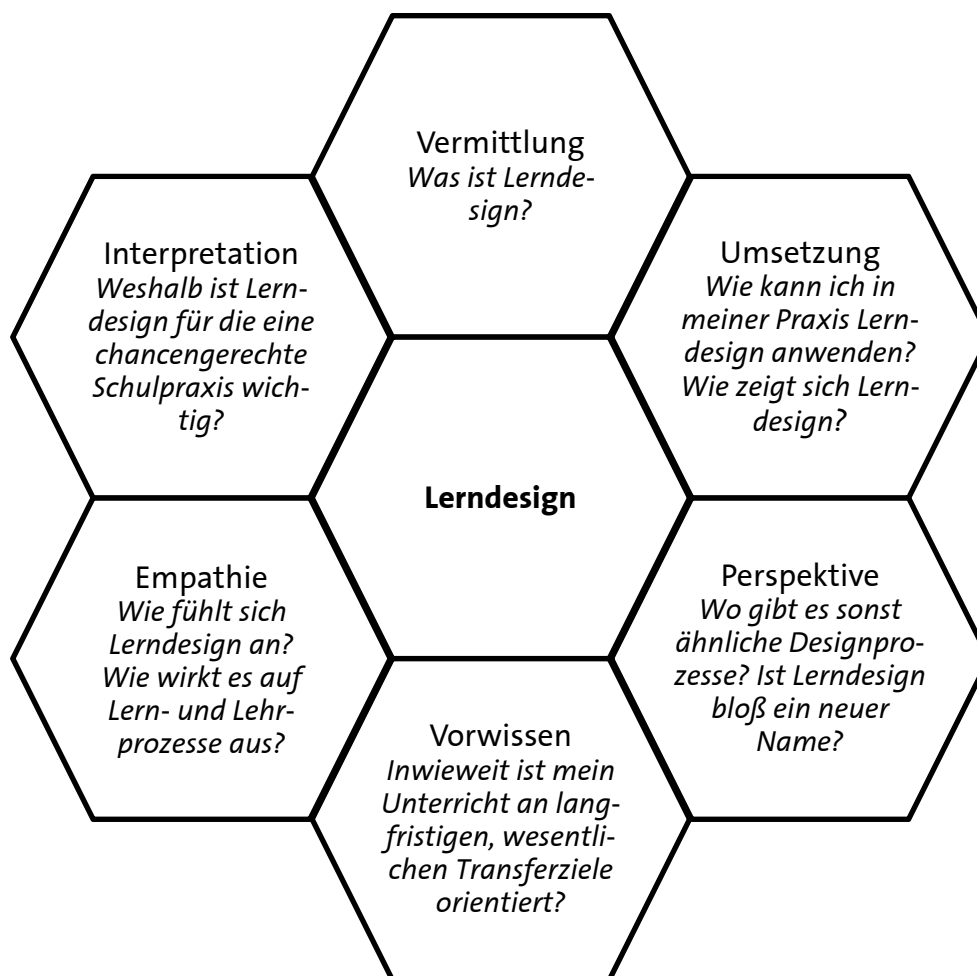 Vermittlung
Was ist Lernde-
sign?
Interpretation
Weshalb ist Lern-
design für die eine
chancengerechte
Schulpraxis wich-
tig?
Umsetzung
Wie kann ich in
meiner Praxis Lern-
design anwenden?
Wie zeigt sich Lern-
design?
Lerndesign
Empathie
Wie fühlt sich
Lerndesign an?
Wie wirkt es auf
Lern- und Lehr-
prozesse aus?
Perspektive
Wo gibt es sonst
ähnliche Designpro-
zesse? Ist Lerndesign
bloß ein neuer
Name?
Vorwissen
Inwieweit ist mein
Unterricht an lang-
fristigen, wesentli-
chen Transferziele
orientiert?